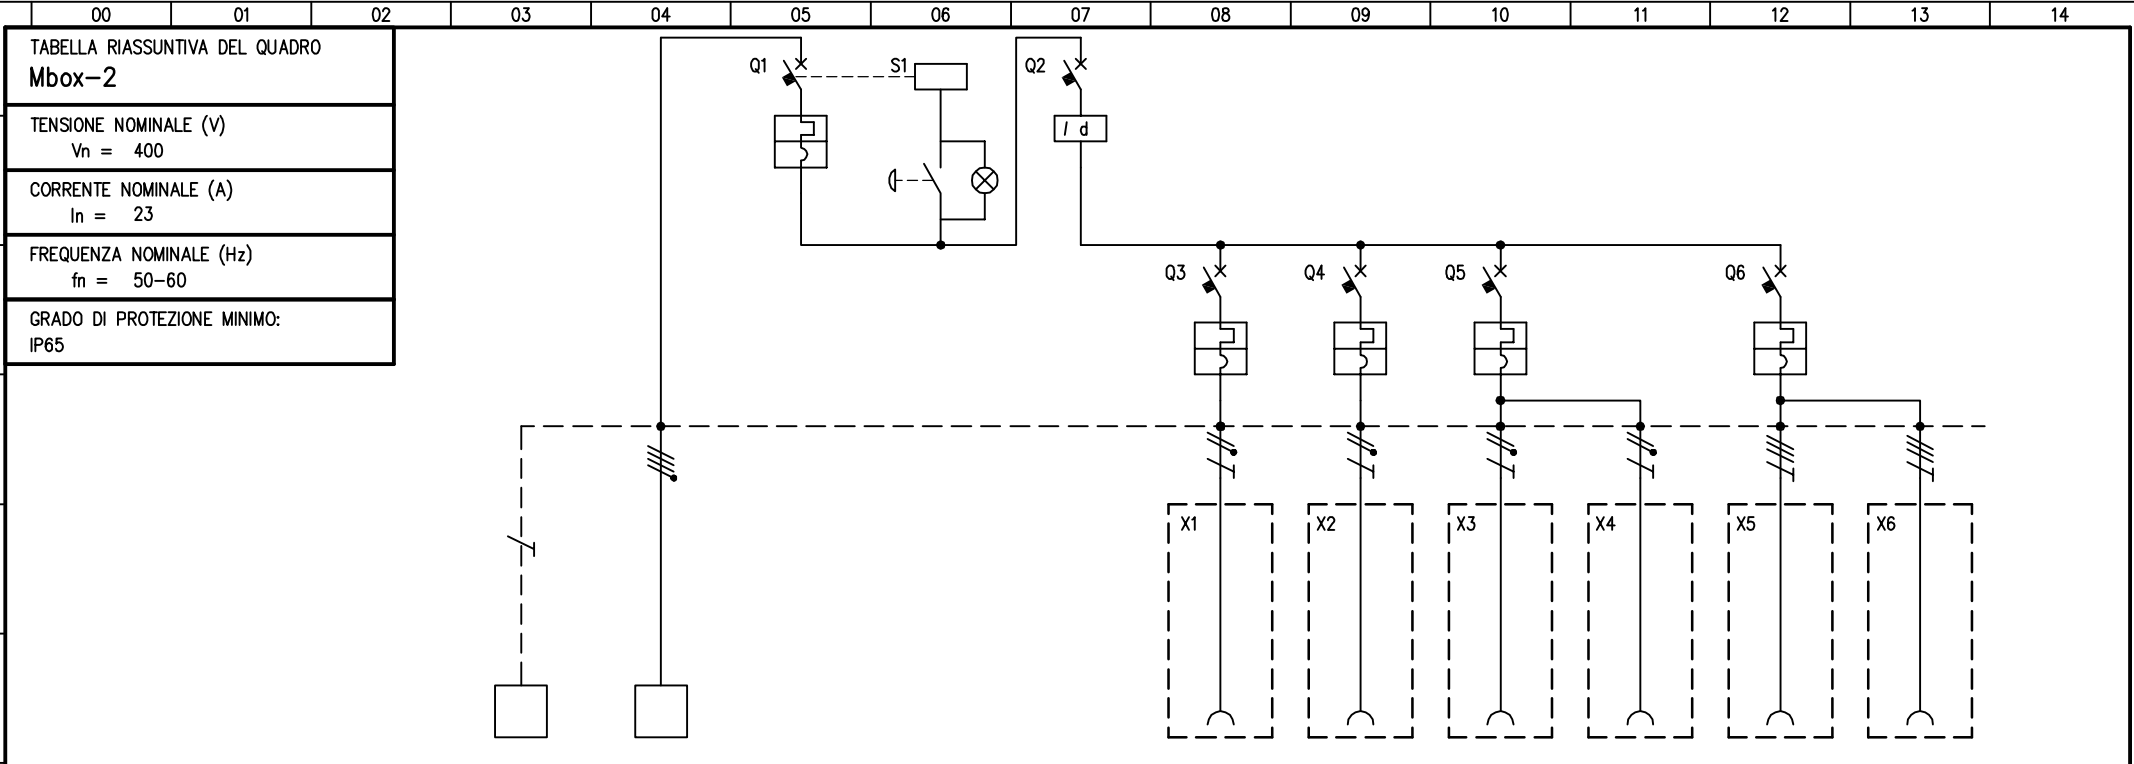 00 01 02 03 04 05 06 07 08 09 10 11 12 13 14
TABELLA RIASSUNTIVA DEL QUADRO
Mbox-2
TENSIONE NOMINALE (V)
Vn = 400
CORRENTE NOMINALE (A)
In = 23
FREQUENZA NOMINALE (Hz)
fn = 50-60
GRADO DI PROTEZIONE MINIMO:
IP65
Q1 S1 Q2
I d
Q3 Q4 Q5 Q6
X1 X2 X3 X4 X5 X6